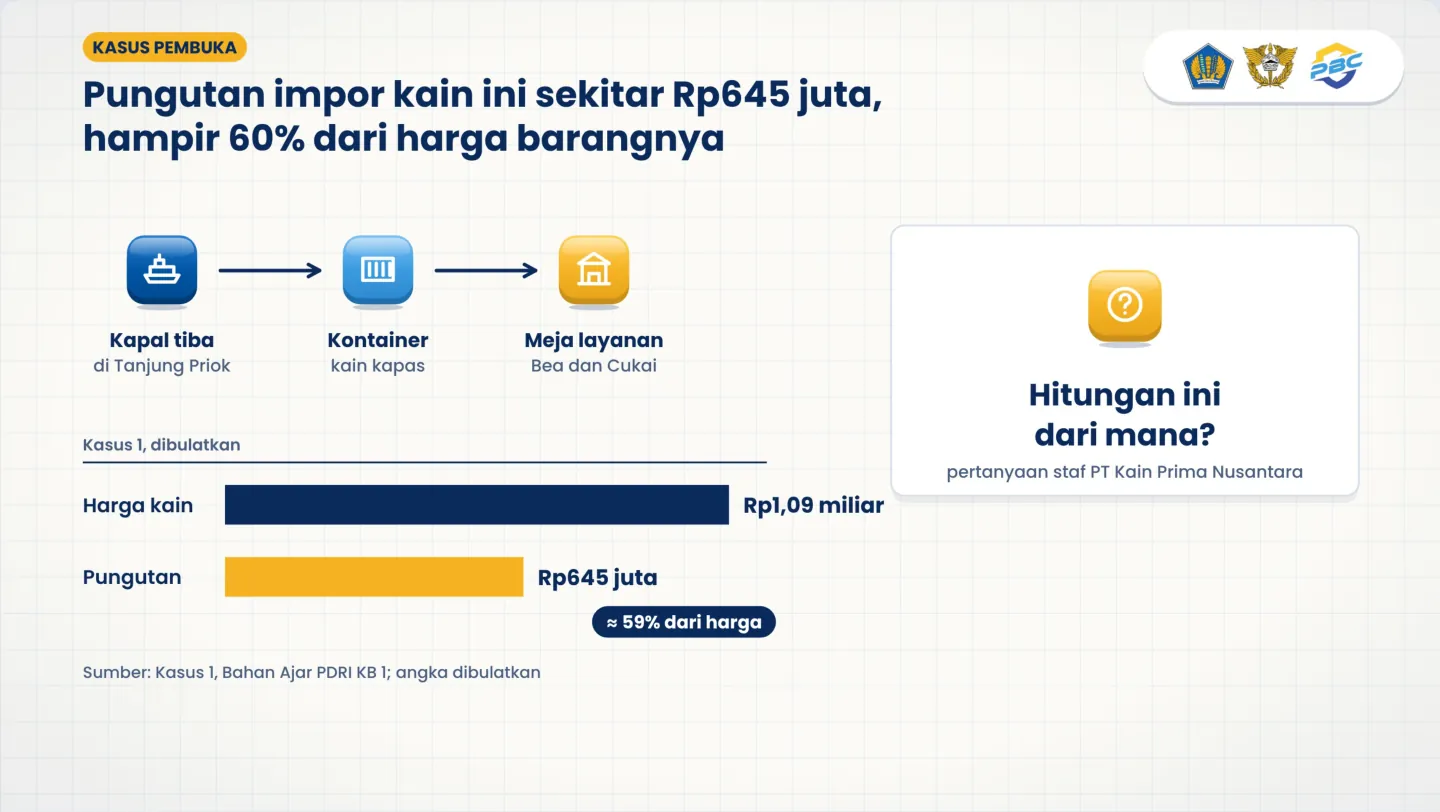 KASUS PEMBUKA
Pungutan impor kain ini sekitar Rp645 juta,
hampir 60% dari harga barangnya
PBC
Kapal tiba
di Tanjung Priok
Kontainer
kain kapas
Meja layanan
Bea dan Cukai
Hitungan ini
dari mana?
pertanyaan staf PT Kain Prima Nusantara
Kasus 1, dibulatkan
Harga kain
Rp1,09 miliar
Pungutan
Rp645 juta
≈ 59% dari harga
Sumber: Kasus 1, Bahan Ajar PDRI KB 1; angka dibulatkan